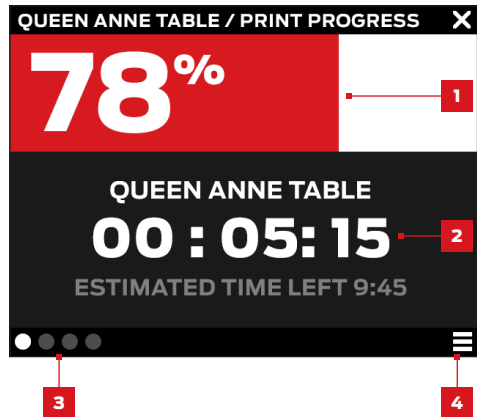 QUEEN ANNE TABLE / PRINT PROGRESS
78%
1
QUEEN ANNE TABLE
00 : 05: 15
2
ESTIMATED TIME LEFT 9:45
3
4